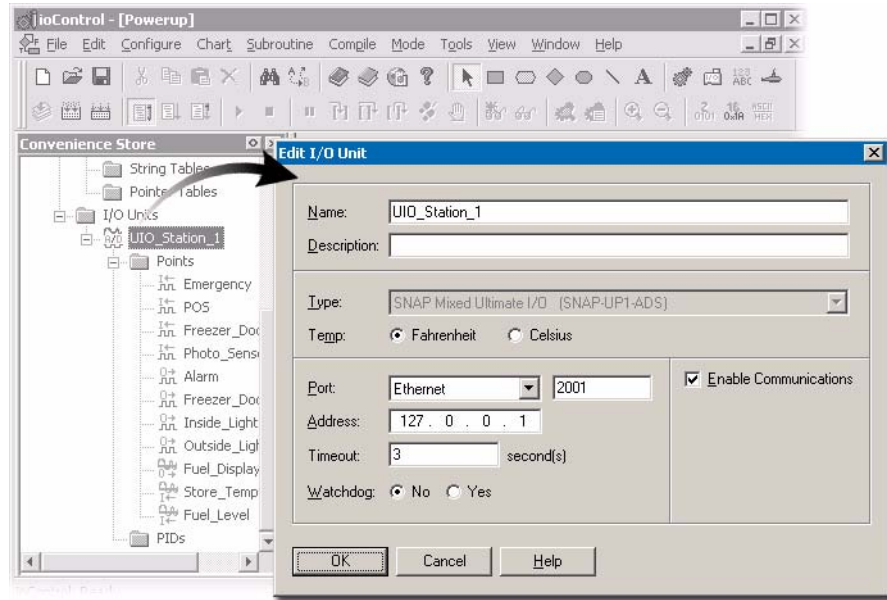 ioControl - [Powerup]
File Edit Configure Chart Subroutine Compile Mode Tools View Window Help
Convenience Store
String Tables
Pointer Tables
I/O Units
UIO_Station_1
Points
Emergency
POS
Freezer_Doo
Photo_Sens
Alarm
Freezer_Doo
Inside_Light
Outside_Ligh
Fuel_Display
Store_Temp
Fuel_Level
PIDs
Edit I/O Unit
Name: UIO_Station_1
Description:
Type: SNAP Mixed Ultimate I/O (SNAP-UP1-ADS)
Temp: Fahrenheit Celsius
Port: Ethernet 2001
Enable Communications
Address: 127 . 0 . 0 . 1
Timeout: 3 second(s)
Watchdog: No Yes
OK Cancel Help